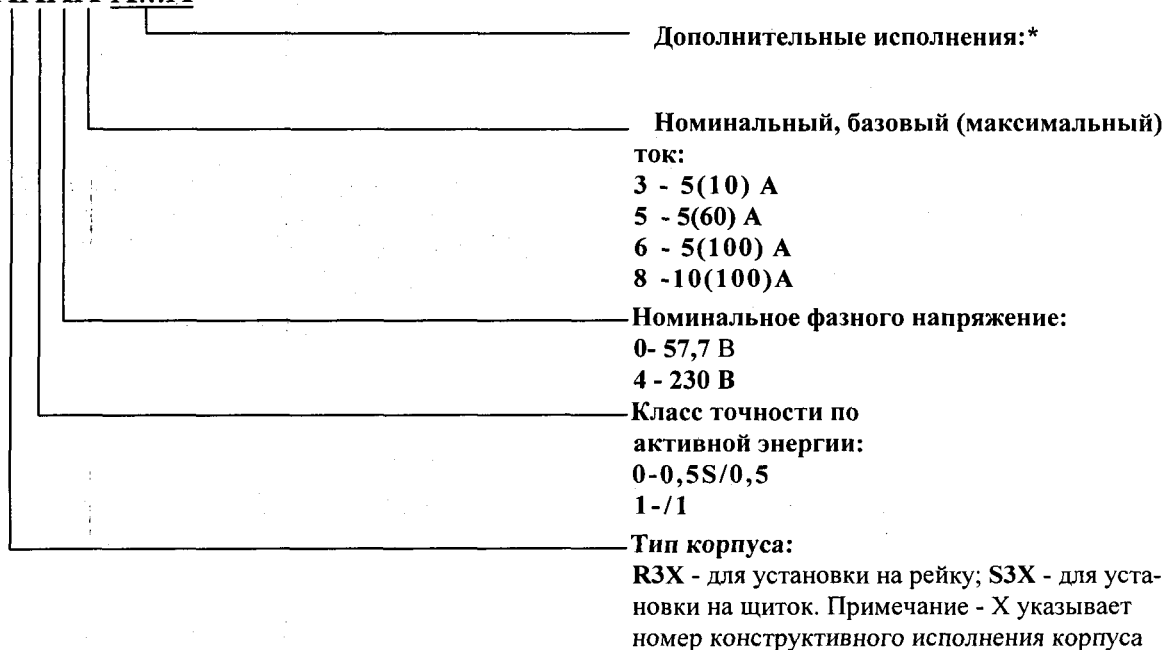 Дополнительные исполнения:*
Номинальный, базовый (максимальный)
ток:
3 - 5(10) А
5 - 5(60) А
6 - 5(100) А
8 -10(100)А
Номинальное фазного напряжение:
0- 57,7 В
4 - 230 В
Класс точности по
активной энергии:
0-0,5S/0,5
1-/1
Тип корпуса:
R3X - для установки на рейку; S3X - для уста-
новки на щиток. Примечание - X указывает
номер конструктивного исполнения корпуса